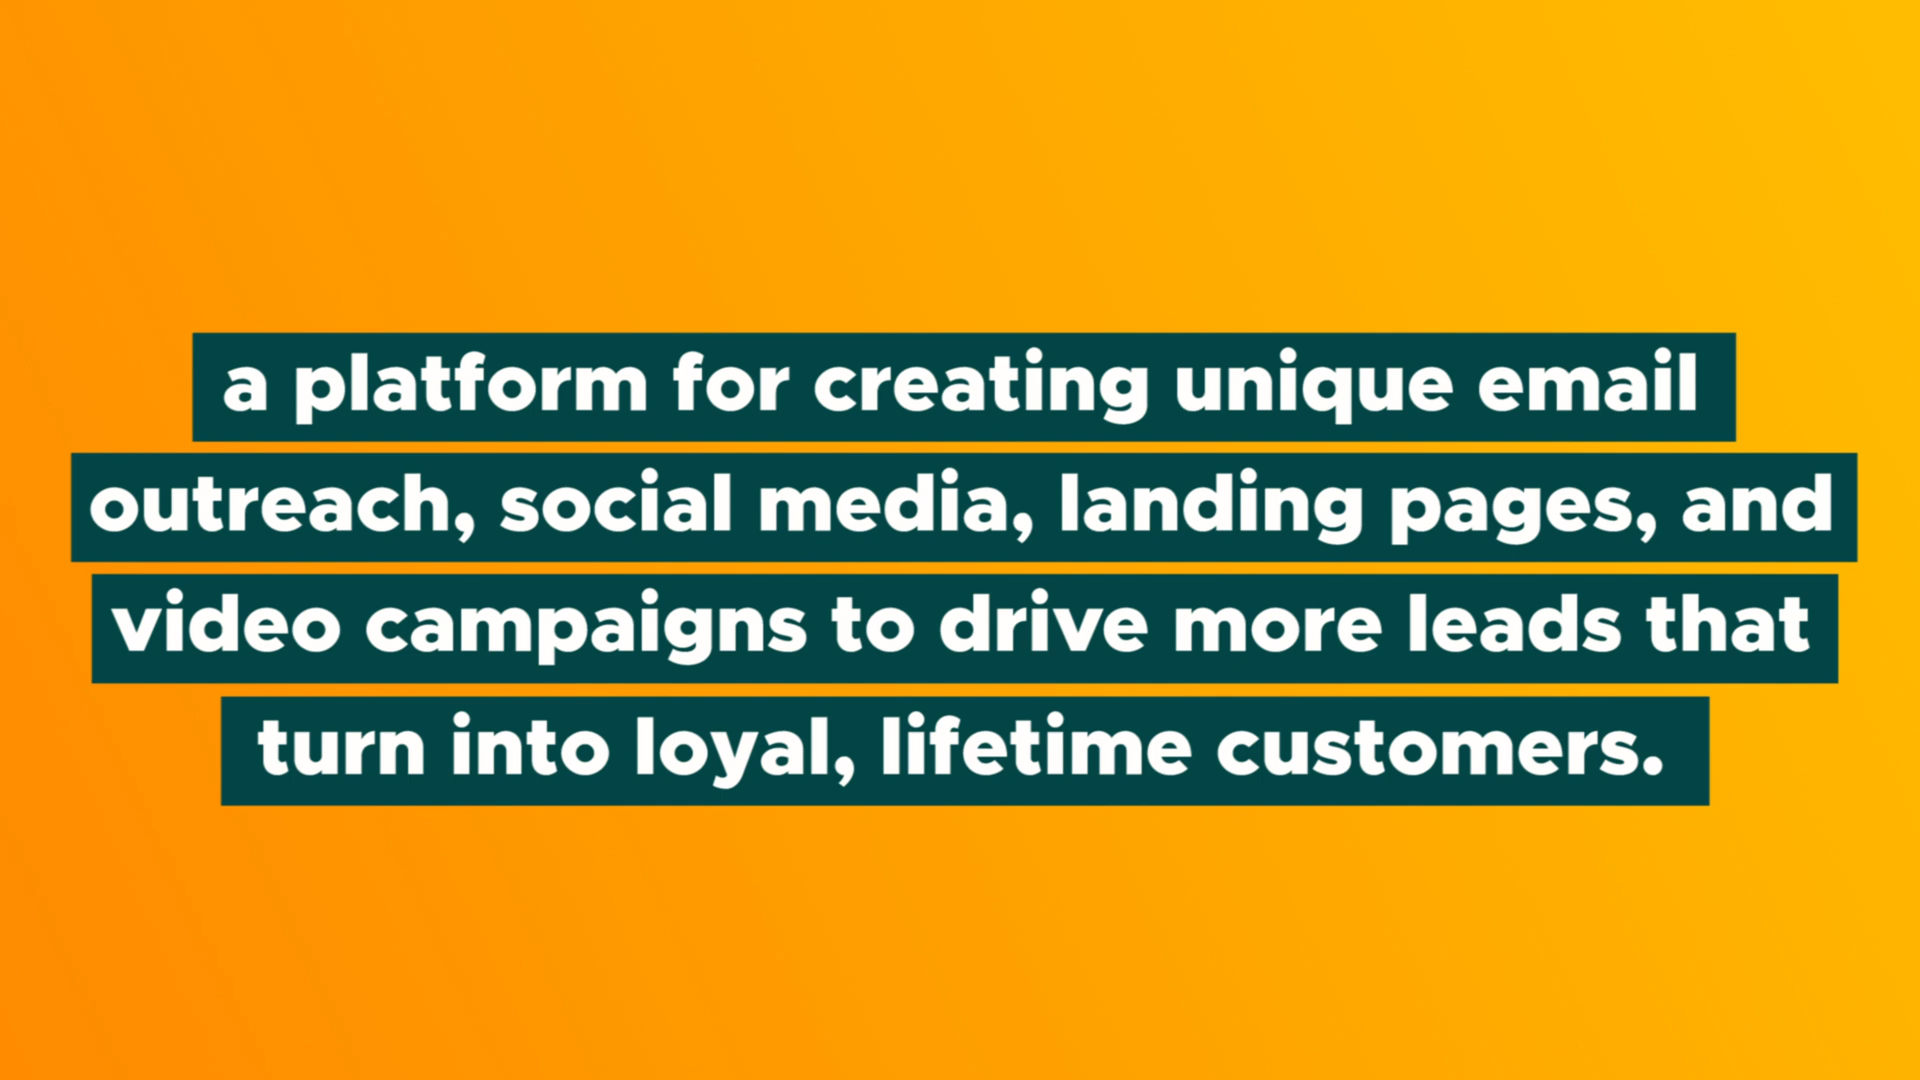 a platform for creating unique email
outreach, social media, landing pages, and
video campaigns to drive more leads that
turn into loyal, lifetime customers.